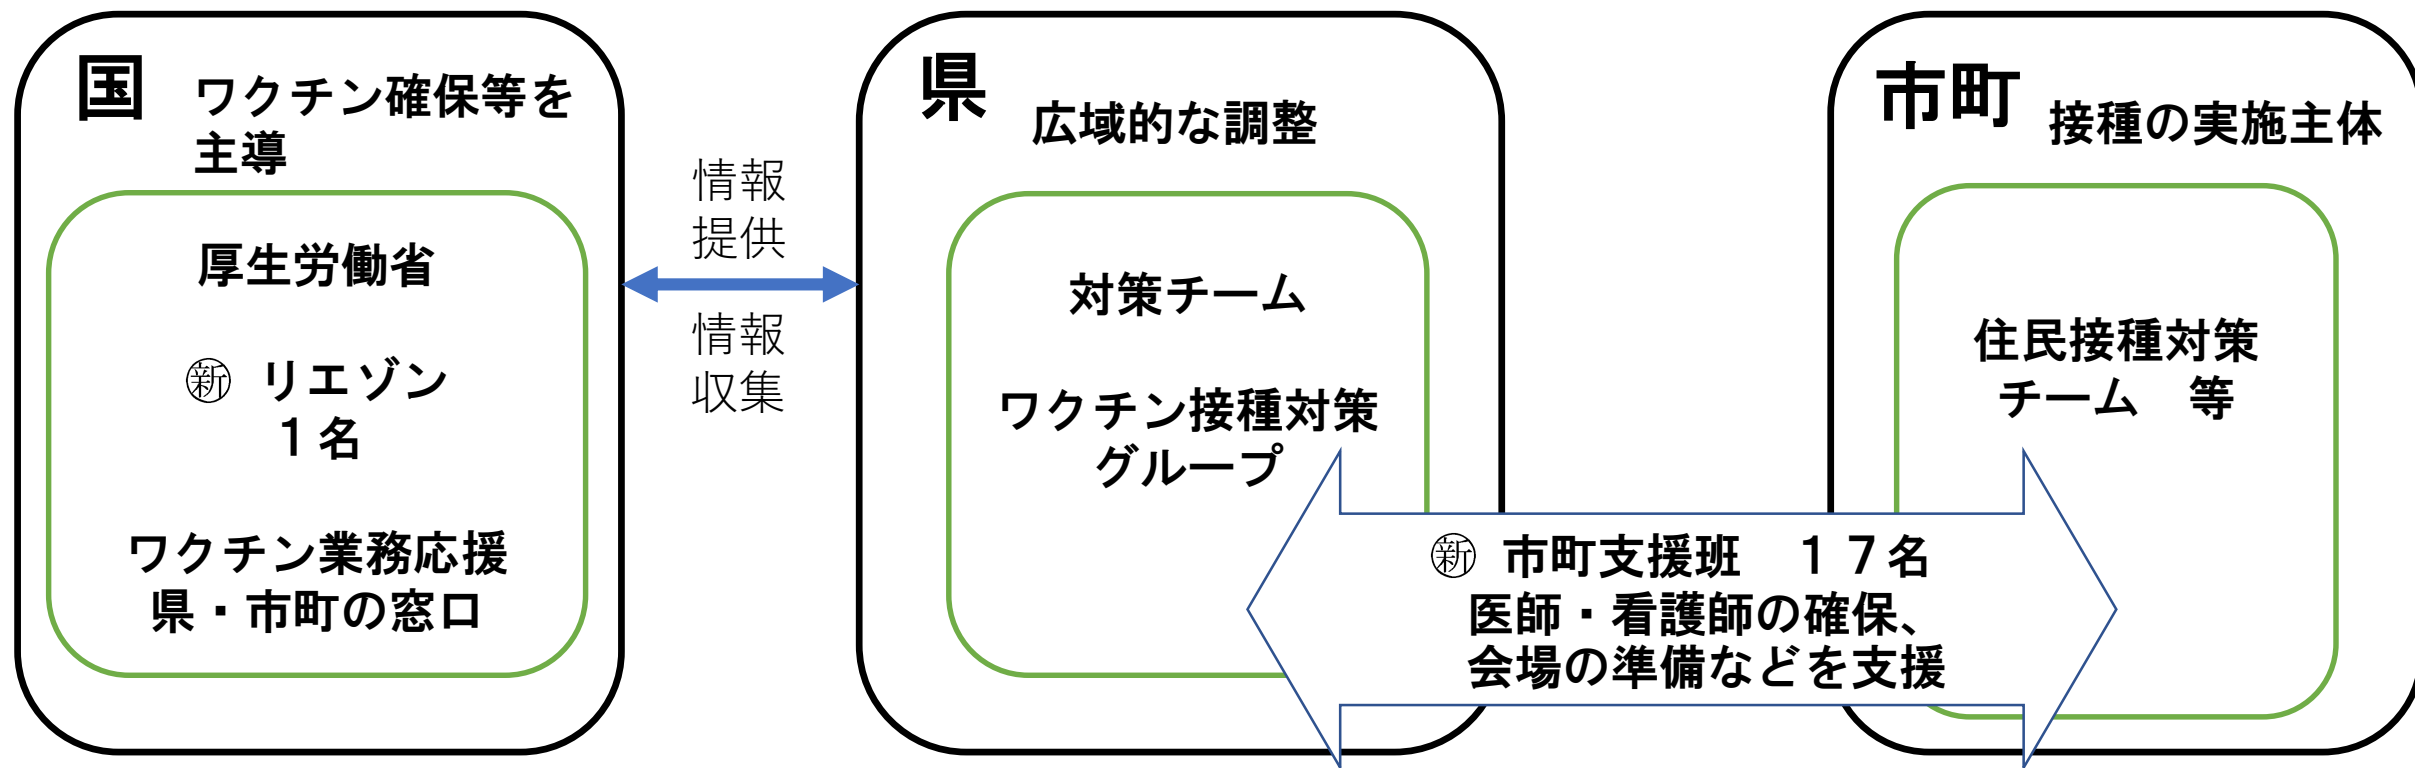 国
ワクチン確保等を
主導
厚生労働省
㊟ リエゾン
１名
ワクチン業務応援
県・市町の窓口
情報
提供
情報
収集
県
広域的な調整
対策チーム
ワクチン接種対策
グループ
市町
接種の実施主体
住民接種対策
チーム　等
新 市町支援班　１７名
医師・看護師の確保、
会場の準備などを支援